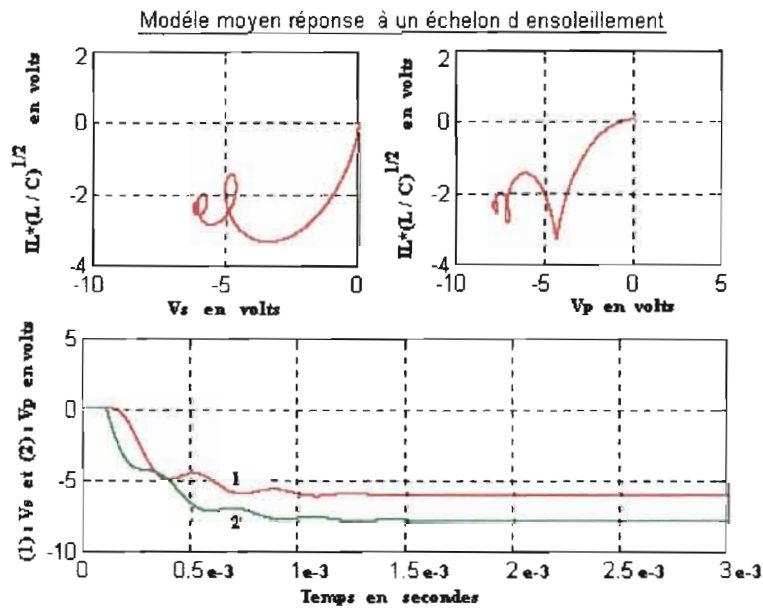 Modéle moyen réponse à un échelon d ensoleillement
IL*(L / C)^1/2 en volts
2
0
-2
-4
-10
-5
0
Vs en volts
IL*(L / C)^1/2 en volts
2
0
-2
-4
-10
-5
0
5
Vp en volts
(1) : Vs et (2) : Vp en volts
5
0
-5
-10
1
2
0
0.5e-3
1e-3
1.5e-3
2e-3
2.5e-3
3e-3
Temps en secondes